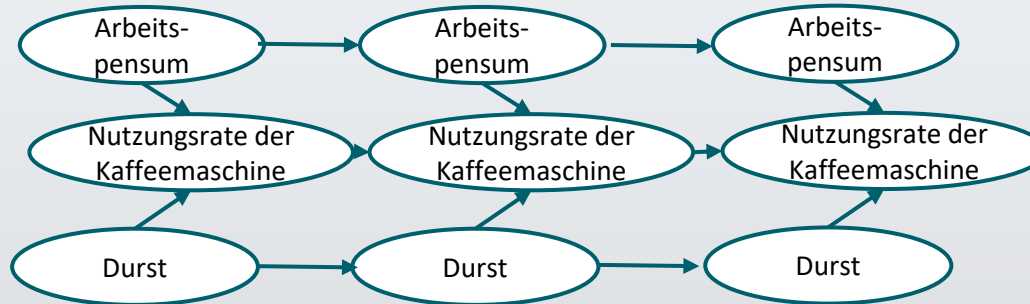 Arbeits-
pensum
Arbeits-
pensum
Arbeits-
pensum
Nutzungsrate der
Kaffeemaschine
Nutzungsrate der
Kaffeemaschine
Nutzungsrate der
Kaffeemaschine
Durst
Durst
Durst